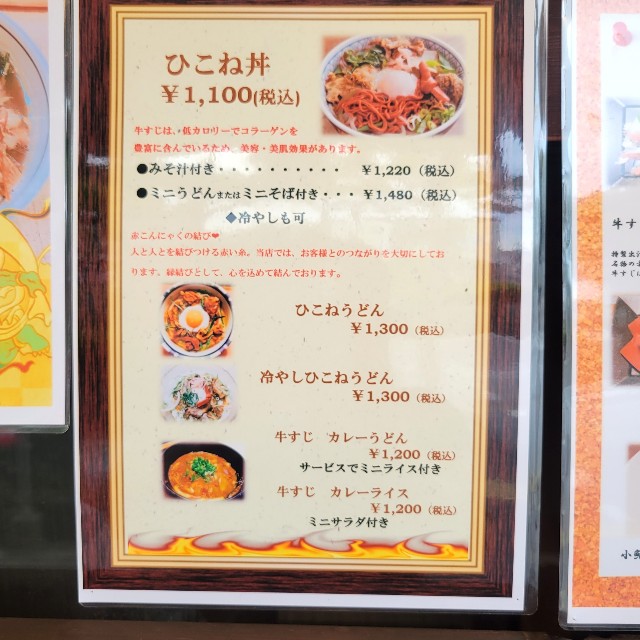 ひこね丼
￥1,100(税込)
牛すじは、低カロリーでコラーゲンを
豊富に含んでいるため、美容・美肌効果があります。
●みそ汁付き・・・・・・・・・・ ￥1,220（税込）
●ミニうどんまたはミニそば付き・・・ ￥1,480（税込）
◆冷やしも可
赤こんにゃくの結び❤
人と人とを結びつける赤い糸。当店では、お客様とのつながりを大切にしてお
ります。縁結びとして、心を込めて結んでおります。
ひこねうどん
￥1,300（税込）
冷やしひこねうどん
￥1,300（税込）
牛すじ カレーうどん
￥1,200（税込）
サービスでミニライス付き
牛すじ カレーライス
￥1,200（税込）
ミニサラダ付き
牛す
牛すじに